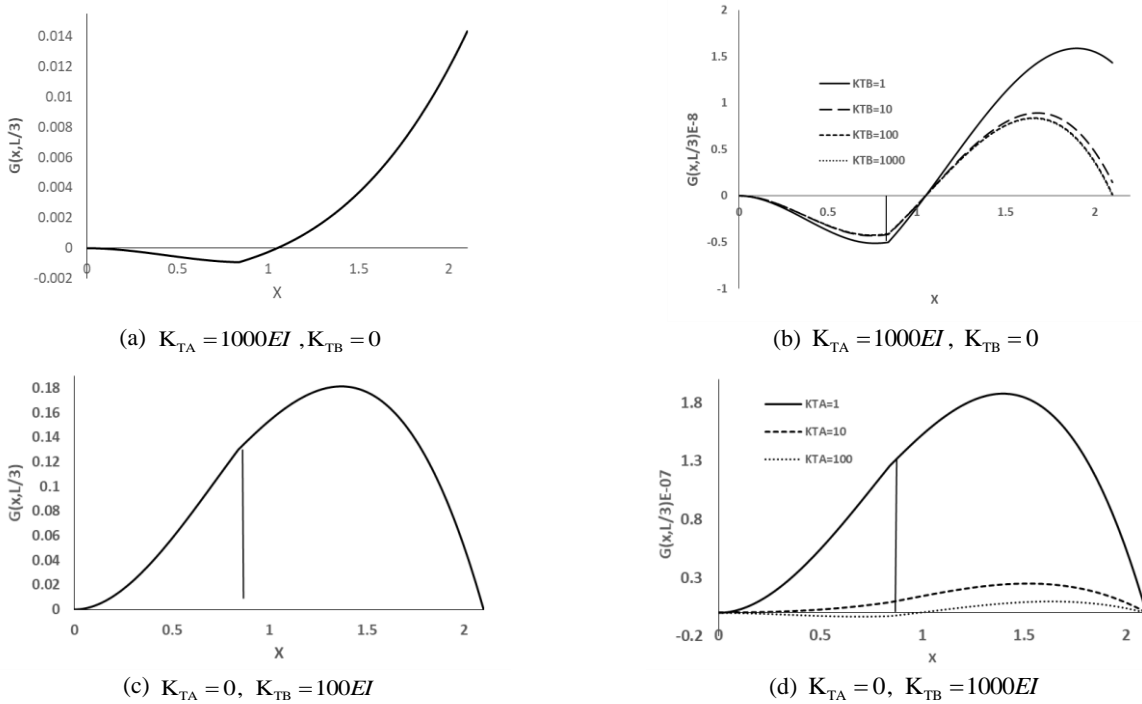 0.014
0.012
0.01
0.008
0.006
0.004
0.002
0
-0.002
0
0.5
1
1.5
2
G(x,L/3)
X
(a) K_TA = 1000EI , K_TB = 0
2
1.5
1
0.5
0
-0.5
-1
0
0.5
1
1.5
2
G(x,L/3)E-8
X
KTB=1
KTB=10
KTB=100
KTB=1000
(b) K_TA = 1000EI , K_TB = 0
0.18
0.16
0.14
0.12
0.1
0.08
0.06
0.04
0.02
0
0
0.5
1
1.5
2
G(x,L/3)
X
(c) K_TA = 0, K_TB = 100EI
1.8
1.3
0.8
0.3
-0.2
0
0.5
1
1.5
2
G(x,L/3)E-07
X
KTA=1
KTA=10
KTA=100
(d) K_TA = 0, K_TB = 1000EI